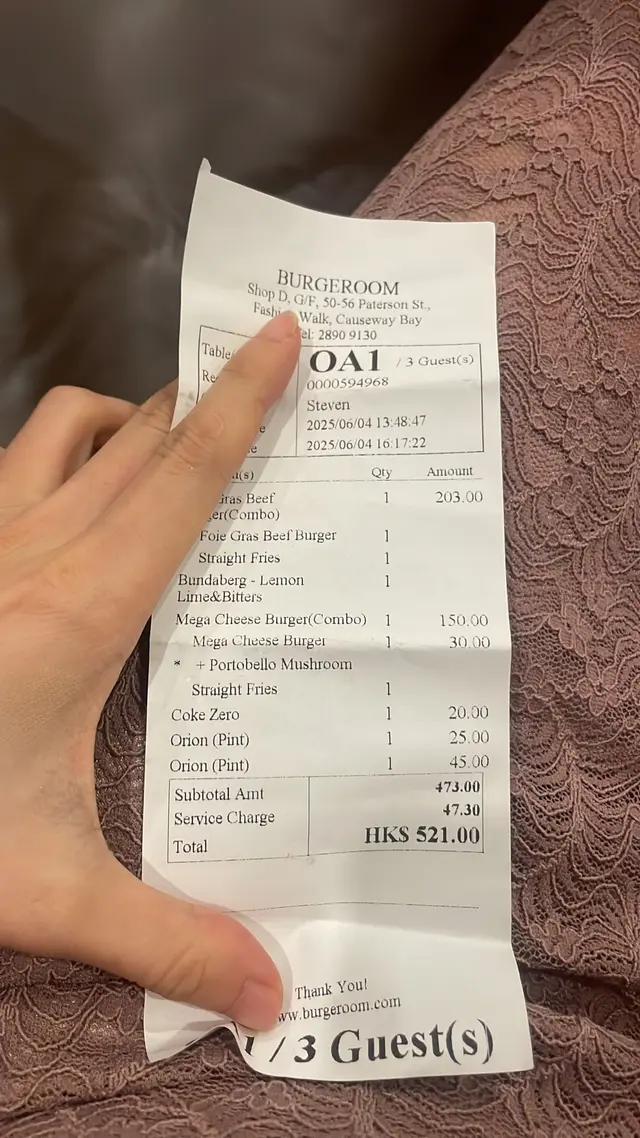 BURGEROOM
Shop D, G/F, 50-56 Paterson St.,
Walk, Causeway Bay
2890 9130
Table OA1 / 3 Guest(s)
0000594968
Steven
2025/06/04 13:48:47
2025/06/04 16:17:22
Qty Amount
Gras Beef 1 203.00
(Combo)
Foie Gras Beef Burger 1
Straight Fries 1
Bundaberg - Lemon 1
Lime&Bitters
Mega Cheese Burger(Combo) 1 150.00
Mega Cheese Burger 1 30.00
* + Portobello Mushroom
Straight Fries 1
Coke Zero 1 20.00
Orion (Pint) 1 25.00
Orion (Pint) 1 45.00
Subtotal Amt 473.00
Service Charge 47.30
Total HK$ 521.00
Thank You!
www.burgeroom.com
1 / 3 Guest(s)